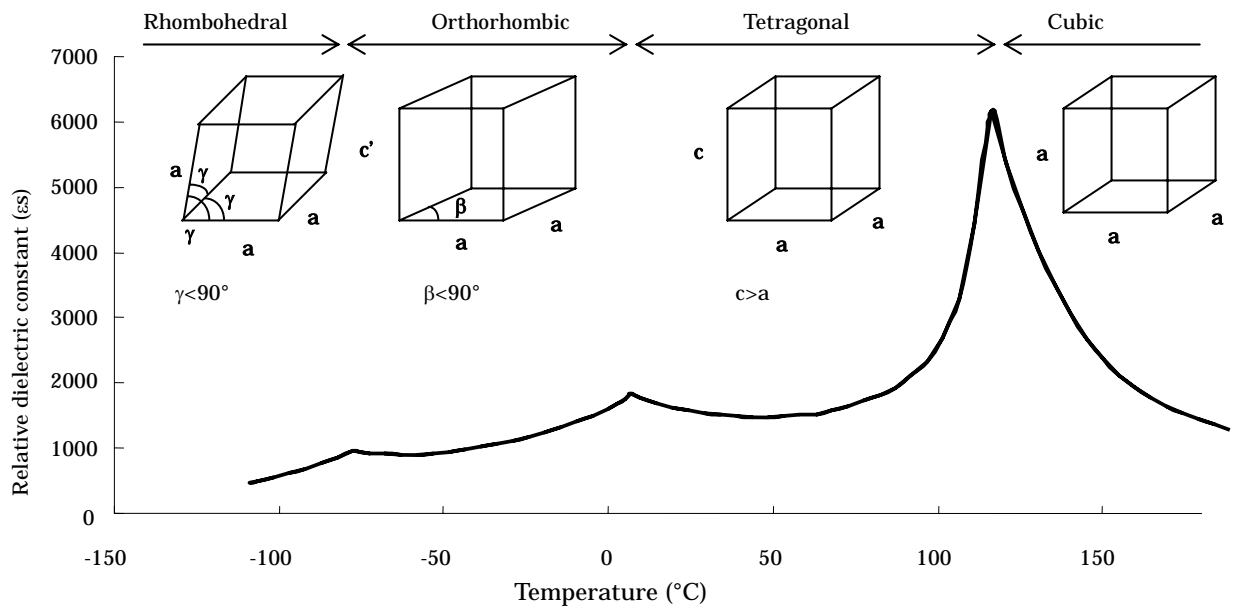 Rhombohedral Orthorhombic Tetragonal Cubic
Relative dielectric constant (εs)
7000
6000
5000
4000
3000
2000
1000
0
a γ γ γ a a
γ<90°
c' β a a
β<90°
c a a
c>a
a a a
-150 -100 -50 0 50 100 150
Temperature (°C)